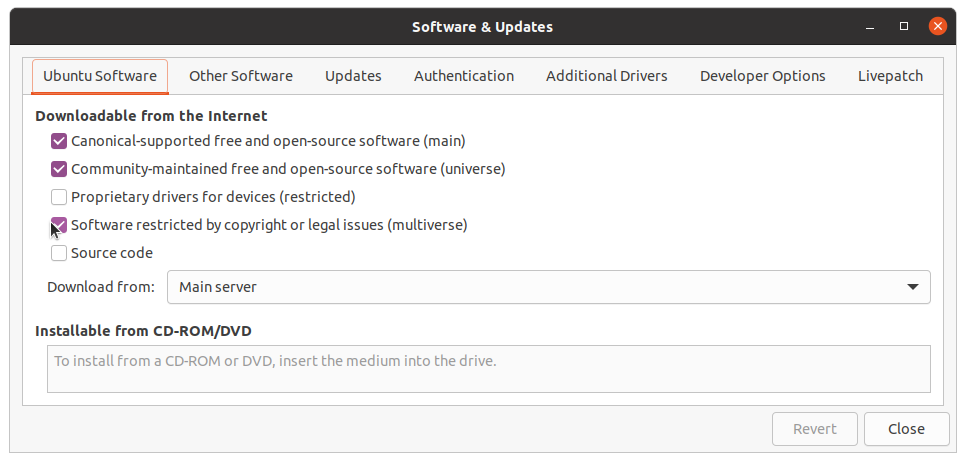 Software & Updates
Ubuntu Software Other Software Updates Authentication Additional Drivers Developer Options Livepatch
Downloadable from the Internet
Canonical-supported free and open-source software (main)
Community-maintained free and open-source software (universe)
Proprietary drivers for devices (restricted)
Software restricted by copyright or legal issues (multiverse)
Source code
Download from: Main server
Installable from CD-ROM/DVD
To install from a CD-ROM or DVD, insert the medium into the drive.
Revert Close